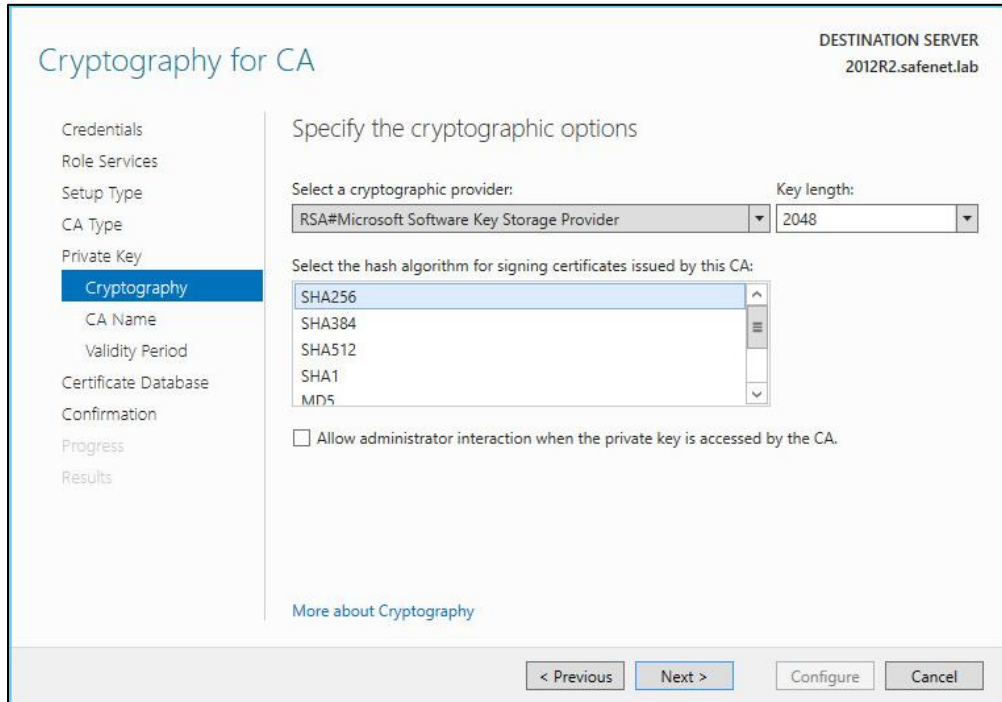 Cryptography for CA
DESTINATION SERVER
2012R2.safenet.lab
Credentials
Role Services
Setup Type
CA Type
Private Key
Cryptography
CA Name
Validity Period
Certificate Database
Confirmation
Progress
Results
Specify the cryptographic options
Select a cryptographic provider:
Key length:
RSA#Microsoft Software Key Storage Provider
2048
Select the hash algorithm for signing certificates issued by this CA:
SHA256
SHA384
SHA512
SHA1
MD5
Allow administrator interaction when the private key is accessed by the CA.
More about Cryptography
< Previous
Next >
Configure
Cancel